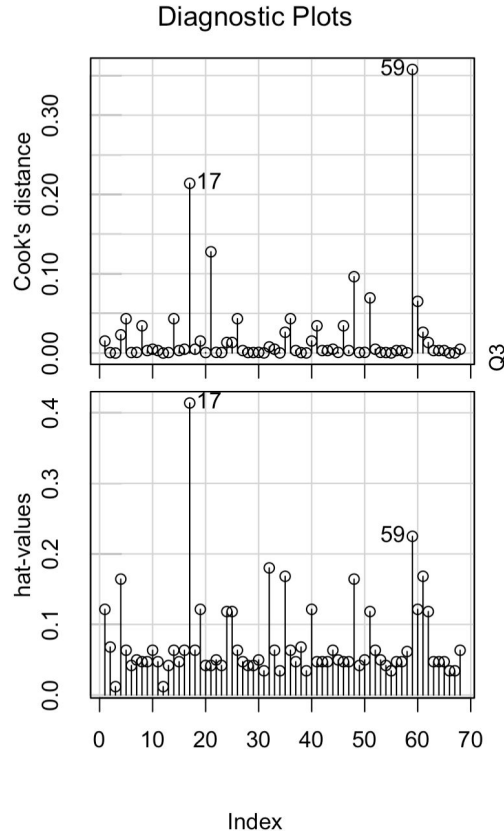 Diagnostic Plots
Cook's distance
0.00 0.10 0.20 0.30
59
17
Q3
hat-values
0.0 0.1 0.2 0.3 0.4
17
59
0 10 20 30 40 50 60 70
Index